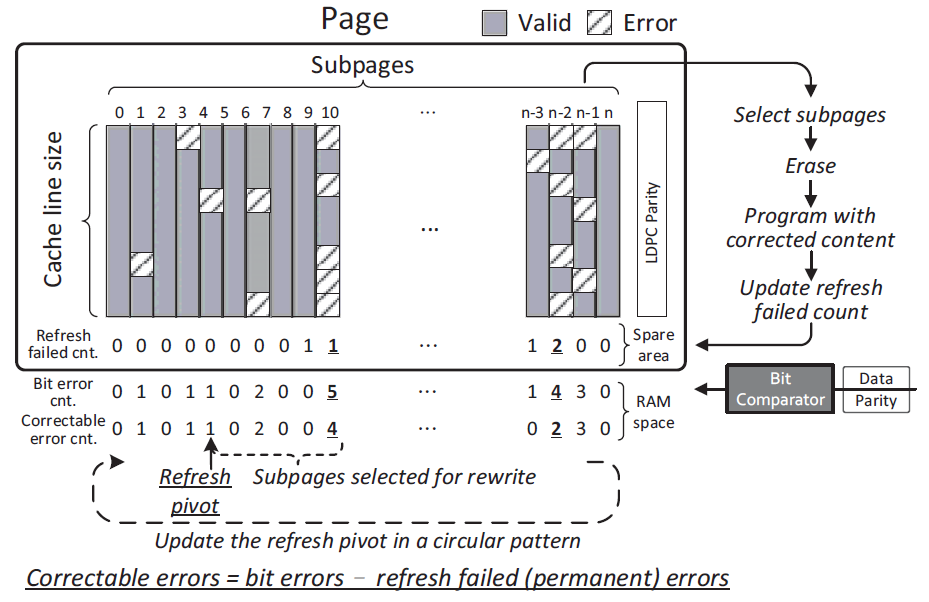 Page
Valid
Error
Subpages
0 1 2 3 4 5 6 7 8 9 10 ... n-3 n-2 n-1 n
Cache line size
...
LDPC Parity
Select subpages
Erase
Program with
corrected content
Update refresh
failed count
Refresh
failed cnt.
0 0 0 0 0 0 0 0 1 1 ... 1 2 0 0
Spare
area
Bit error
cnt.
0 1 0 1 1 0 2 0 0 5 ... 1 4 3 0
Correctable
error cnt.
0 1 0 1 1 0 2 0 0 4 ... 0 2 3 0
RAM
space
Bit
Comparator
Data
Parity
Refresh
pivot
Subpages selected for rewrite
Update the refresh pivot in a circular pattern
Correctable errors = bit errors − refresh failed (permanent) errors